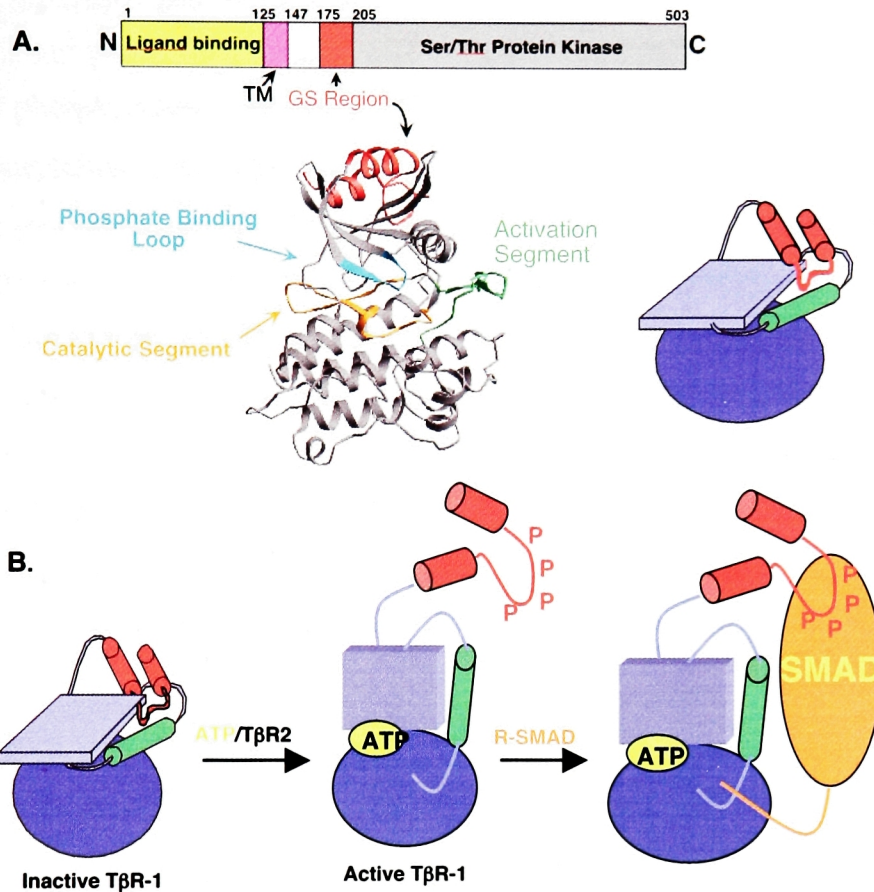 A.
1 125 147 175 205 503
N Ligand binding Ser/Thr Protein Kinase C
TM GS Region
Phosphate Binding
Loop
Activation
Segment
Catalytic Segment
B.
P
P
P
P
P
P
P
P
SMAD
ATP/TβR2
ATP
R-SMAD
ATP
Inactive TβR-1
Active TβR-1